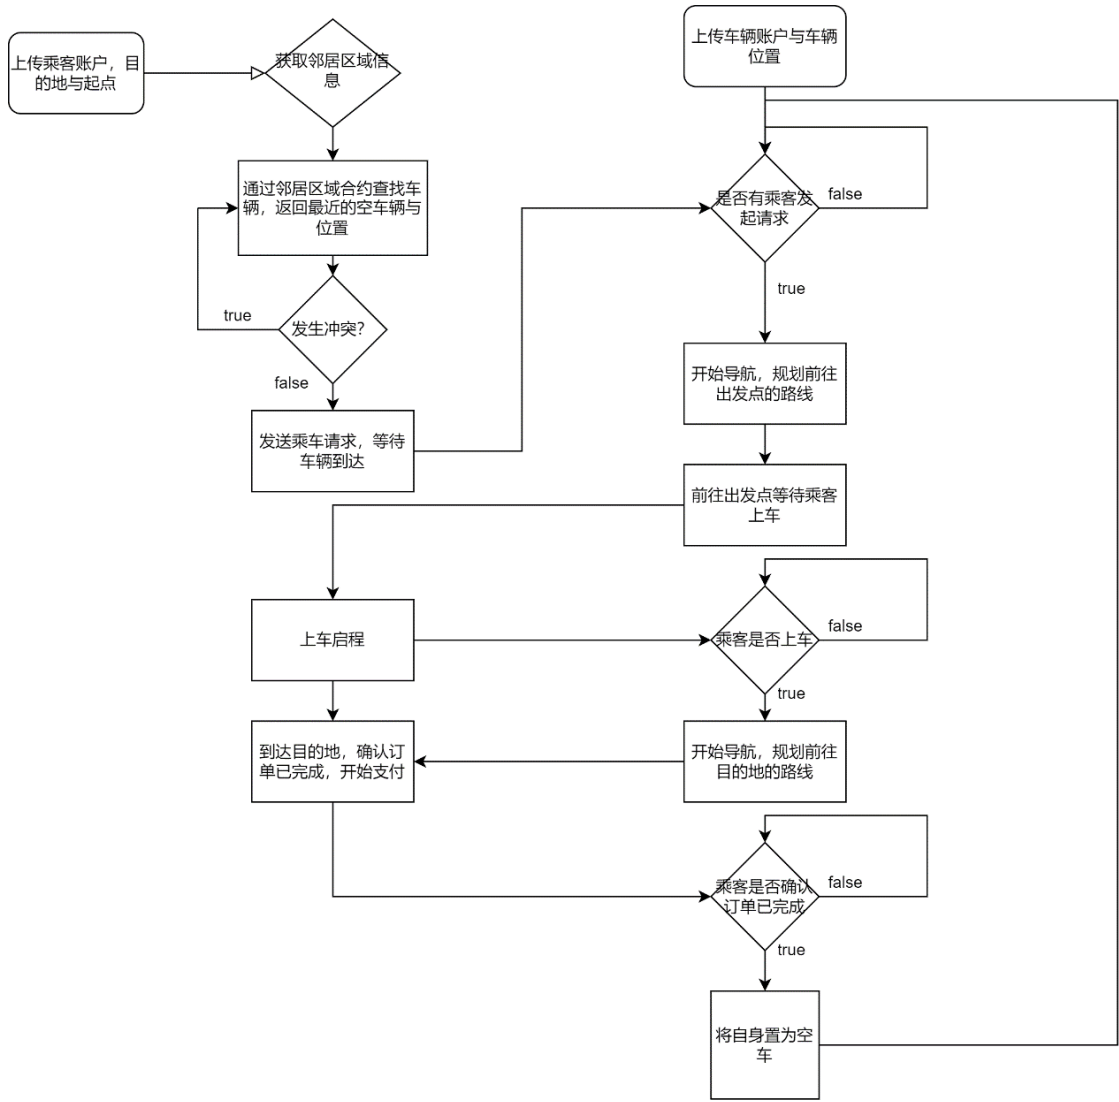 上传乘客账户，目
的地与起点
获取邻居区域信
息
通过邻居区域合约查找车
辆，返回最近的空车辆与
位置
true
发生冲突？
false
发送乘车请求，等待
车辆到达
上车启程
到达目的地，确认订
单已完成，开始支付
上传车辆账户与车辆
位置
是否有乘客发
起请求
false
true
开始导航，规划前往
出发点的路线
前往出发点等待乘客
上车
乘客是否上车
false
true
开始导航，规划前往
目的地的路线
乘客是否确认
订单已完成
false
true
将自身置为空
车